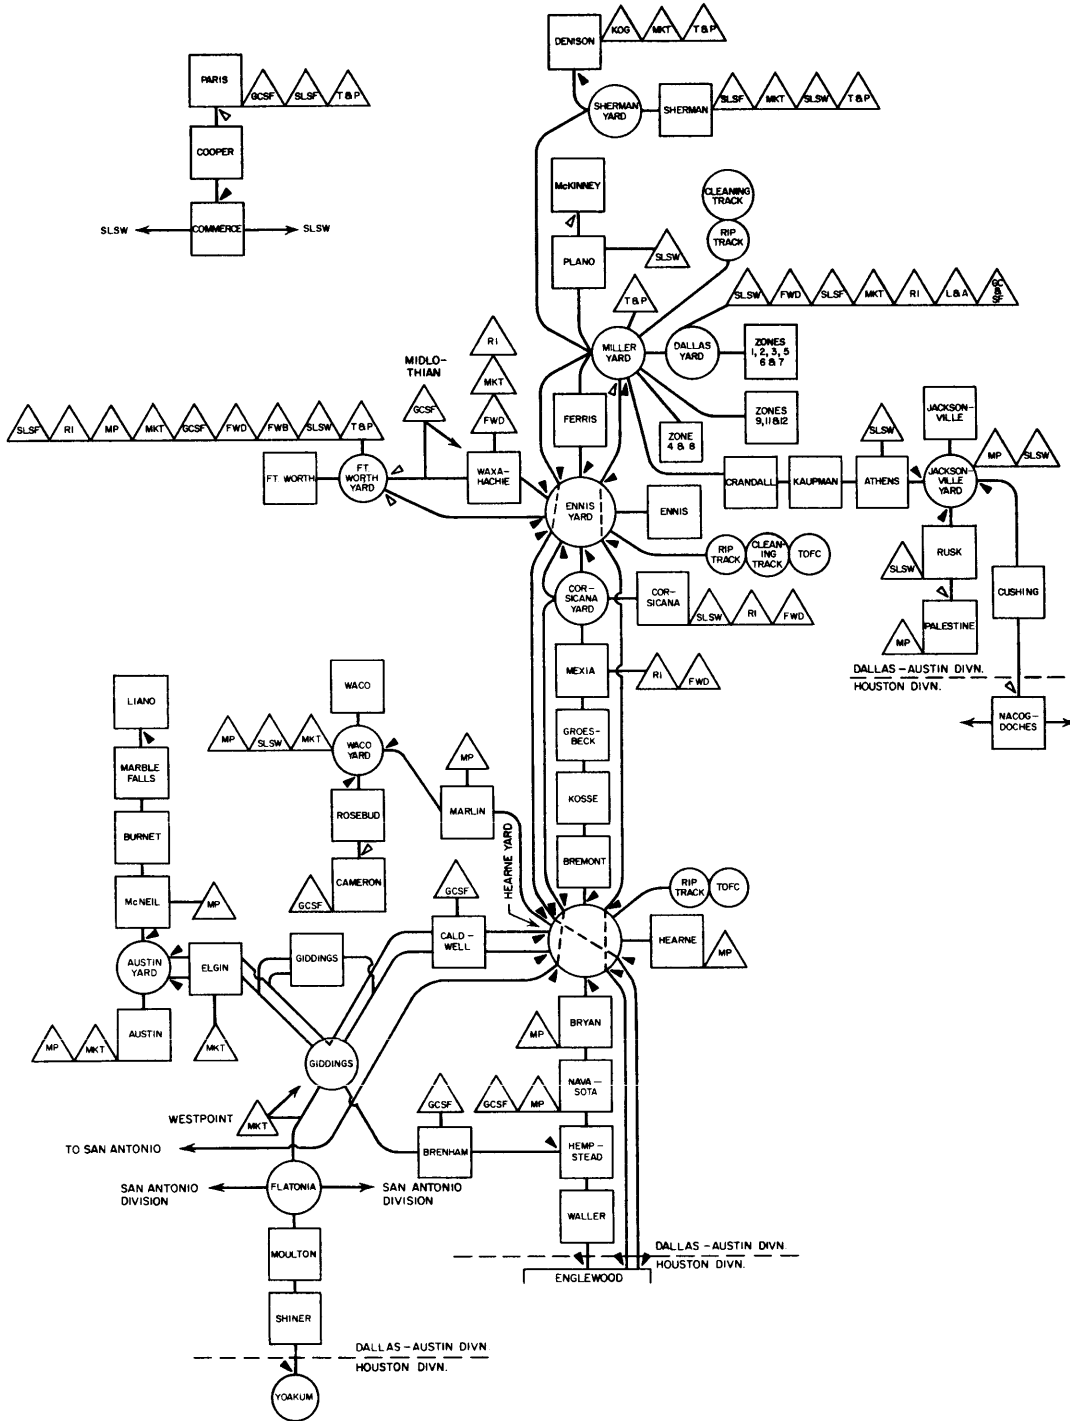 DENISON
KOG
MKT
T&P
PARIS
GCSF
SLSF
T&P
SHERMAN
YARD
SHERMAN
SLSF
MKT
SLSW
T&P
COOPER
McKINNEY
CLEANING
TRACK
RIP
TRACK
SLSW
COMMERCE
SLSW
PLANO
SLSW
SLSW
FWD
SLSF
MKT
RI
L&A
GC&SF
T&P
MILLER
YARD
DALLAS
YARD
ZONES
1, 2, 3, 5
6 & 7
RI
MKT
FWD
MIDLO-
THIAN
GCSF
SLSF
RI
MP
MKT
GCSF
FWD
FWB
SLSW
T&P
FERRIS
ZONE
4 & 8
ZONES
9, 11 & 12
JACKSON-
VILLE
SLSW
MP
SLSW
FT. WORTH
FT.
WORTH
YARD
WAXA-
HACHIE
CRANDALL
KAUPMAN
ATHENS
JACKSON-
VILLE
YARD
ENNIS
YARD
ENNIS
RIP
TRACK
CLEAN-
ING
TRACK
TOFC
SLSW
RUSK
CUSHING
COR-
SICANA
YARD
COR-
SICANA
SLSW
RI
FWD
MP
PALESTINE
MEXIA
RI
FWD
DALLAS-AUSTIN DIVN.
HOUSTON DIVN.
NACOG-
DOCHES
LIANO
WACO
MP
SLSW
MKT
WACO
YARD
GROES-
BECK
MARBLE
FALLS
MP
KOSSE
BURNET
ROSEBUD
MARLIN
BREMONT
HEARNE YARD
McNEIL
MP
GCSF
CAMERON
GCSF
RIP
TRACK
TOFC
AUSTIN
YARD
ELGIN
GIDDINGS
CALD-
WELL
HEARNE
MP
MP
MKT
AUSTIN
MKT
MP
BRYAN
GIDDINGS
GCSF
GCSF
MP
NAVA-
SOTA
WESTPOINT
MKT
TO SAN ANTONIO
BRENHAM
HEMP-
STEAD
SAN ANTONIO
DIVISION
FLATONIA
SAN ANTONIO
DIVISION
WALLER
MOULTON
DALLAS-AUSTIN DIVN.
HOUSTON DIVN.
ENGLEWOOD
SHINER
DALLAS-AUSTIN DIVN
HOUSTON DIVN.
YOAKUM